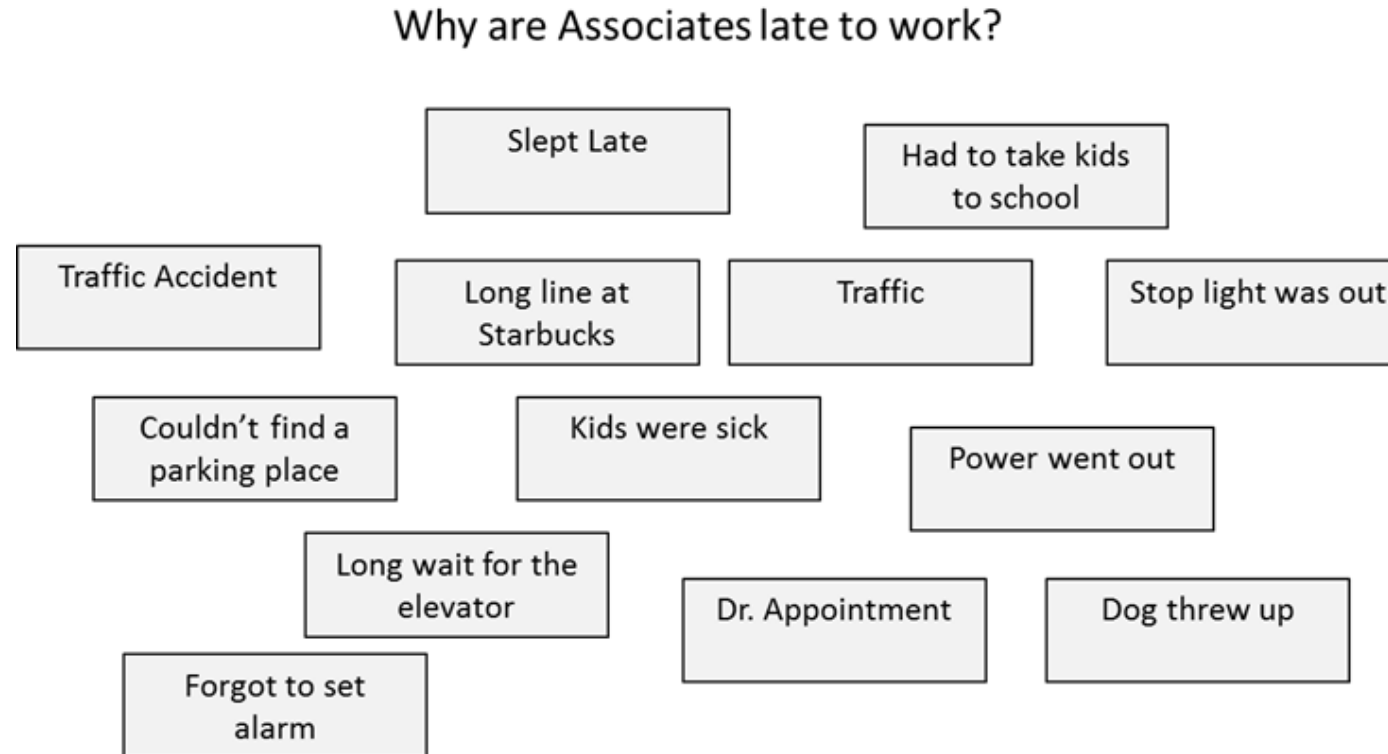 Why are Associates late to work?
Slept Late
Had to take kids
to school
Traffic Accident
Long line at
Starbucks
Traffic
Stop light was out
Couldn’t find a
parking place
Kids were sick
Power went out
Long wait for the
elevator
Dr. Appointment
Dog threw up
Forgot to set
alarm